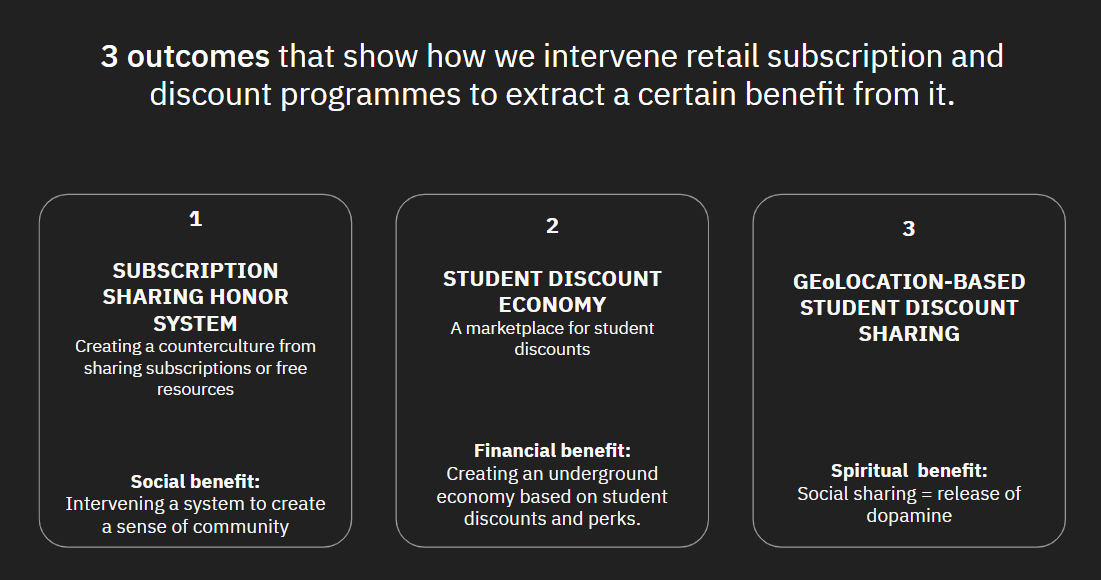 3 outcomes that show how we intervene retail subscription and
discount programmes to extract a certain benefit from it.
1
SUBSCRIPTION
SHARING HONOR
SYSTEM
Creating a counterculture from
sharing subscriptions or free
resources
Social benefit:
Intervening a system to create
a sense of community
2
STUDENT DISCOUNT
ECONOMY
A marketplace for student
discounts
Financial benefit:
Creating an underground
economy based on student
discounts and perks.
3
GEoLOCATION-BASED
STUDENT DISCOUNT
SHARING
Spiritual  benefit:
Social sharing = release of
dopamine